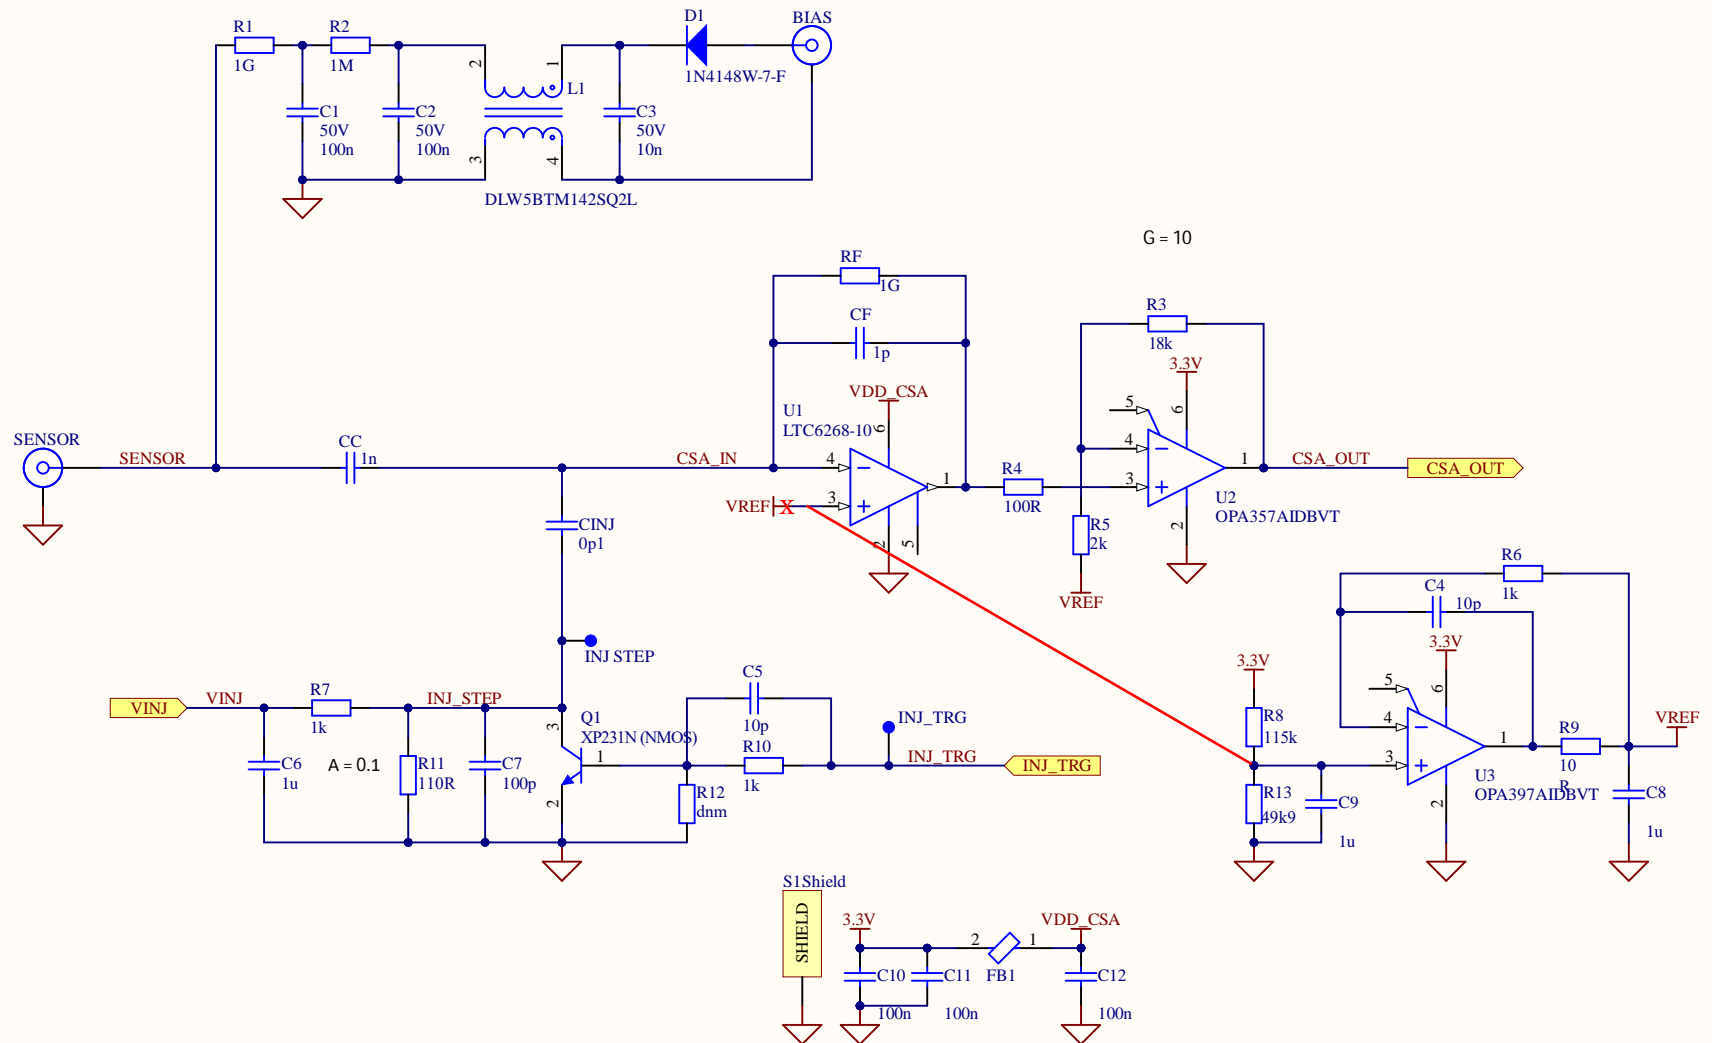 R1
1G
R2
1M
D1
BIAS
1N4148W-7-F
2
1
L1
C1
50V
100n
C2
50V
100n
C3
50V
10n
3
4
DLW5BTM142SQ2L
G = 10
RF
1G
CF
1p
R3
18k
3.3V
VDD_CSA
U1
LTC6268-10
6
5
6
SENSOR
SENSOR
CC
1n
CSA_IN
4
3
1
VREF
X
2
5
R4
100R
4
3
1
CSA_OUT
CSA_OUT
U2
OPA357AIDBVT
2
R5
2k
VREF
CINJ
0p1
INJ STEP
R6
1k
C4
10p
3.3V
3.3V
5
6
VINJ
VINJ
R7
1k
INJ_STEP
3
Q1
XP231N (NMOS)
1
2
C5
10p
R10
1k
INJ_TRG
INJ_TRG
INJ_TRG
C6
1u
A = 0.1
R11
110R
C7
100p
R12
dnm
R8
115k
R13
49k9
C9
1u
4
3
1
2
U3
OPA397AIDBVT
R9
10
R
VREF
C8
1u
S1Shield
SHIELD
3.3V
C10
100n
C11
100n
2
1
FB1
VDD_CSA
C12
100n